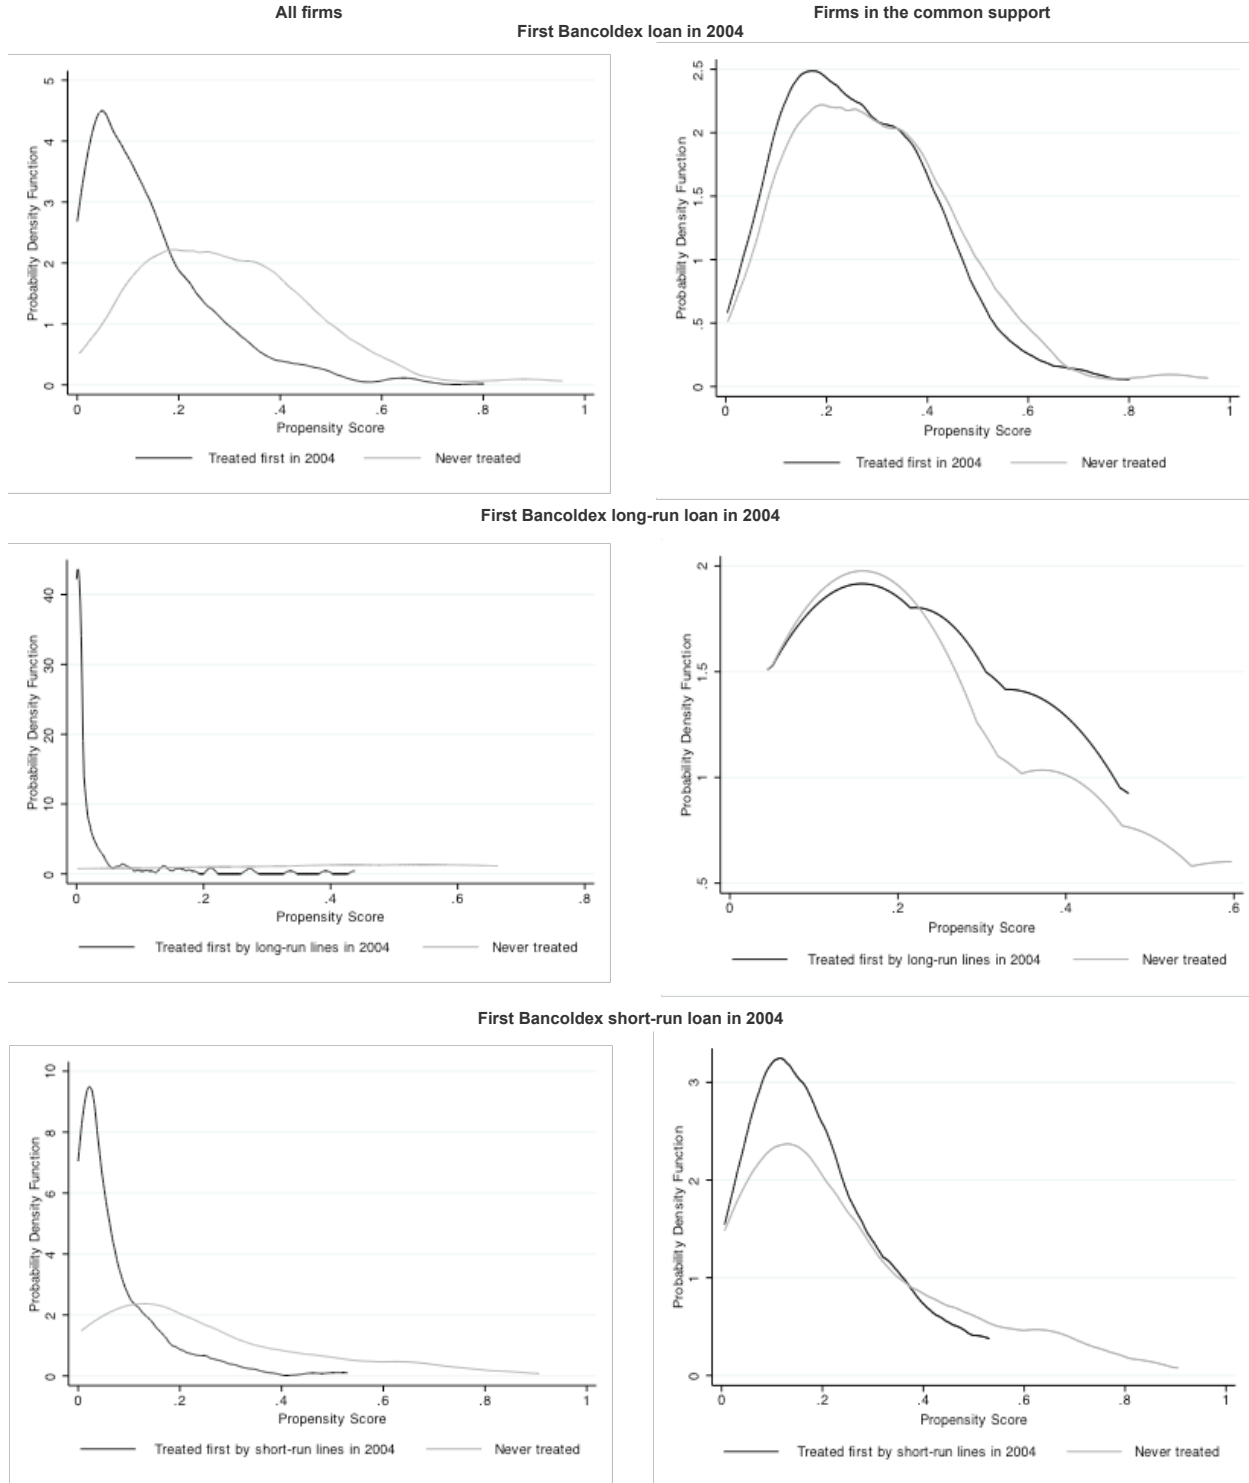 All firms
Firms in the common support
First Bancoldex loan in 2004
Probability Density Function
5
4
3
2
1
0
0 .2 .4 .6 .8 1
Propensity Score
Treated first in 2004 Never treated
Probability Density Function
2.5
2
1.5
1
.5
0
0 .2 .4 .6 .8 1
Propensity Score
Treated first in 2004 Never treated
First Bancoldex long-run loan in 2004
Probability Density Function
40
30
20
10
0
0 .2 .4 .6 .8
Propensity Score
Treated first by long-run lines in 2004 Never treated
Probability Density Function
2
1.5
1
.5
0 .2 .4 .6
Propensity Score
Treated first by long-run lines in 2004 Never treated
First Bancoldex short-run loan in 2004
Probability Density Function
10
8
6
4
2
0
0 .2 .4 .6 .8 1
Propensity Score
Treated first by short-run lines in 2004 Never treated
Probability Density Function
3
2
1
0
0 .2 .4 .6 .8 1
Propensity Score
Treated first by short-run lines in 2004 Never treated